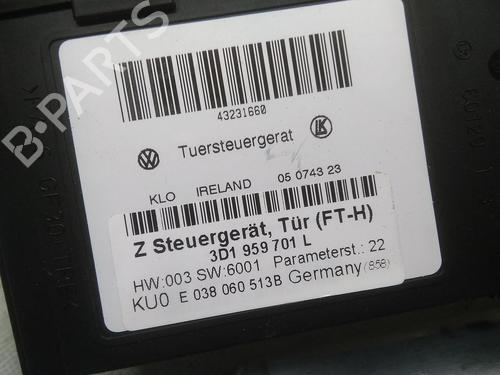 43231660
Tuersteuergerat
KLO IRELAND 05 0743 23
Z Steuergerät, Tür (FT-H)
3D1 959 701 L
HW:003 SW:6001 Parameterst.: 22
KU0 E 038 060 513B Germany (858)
B-PARTS